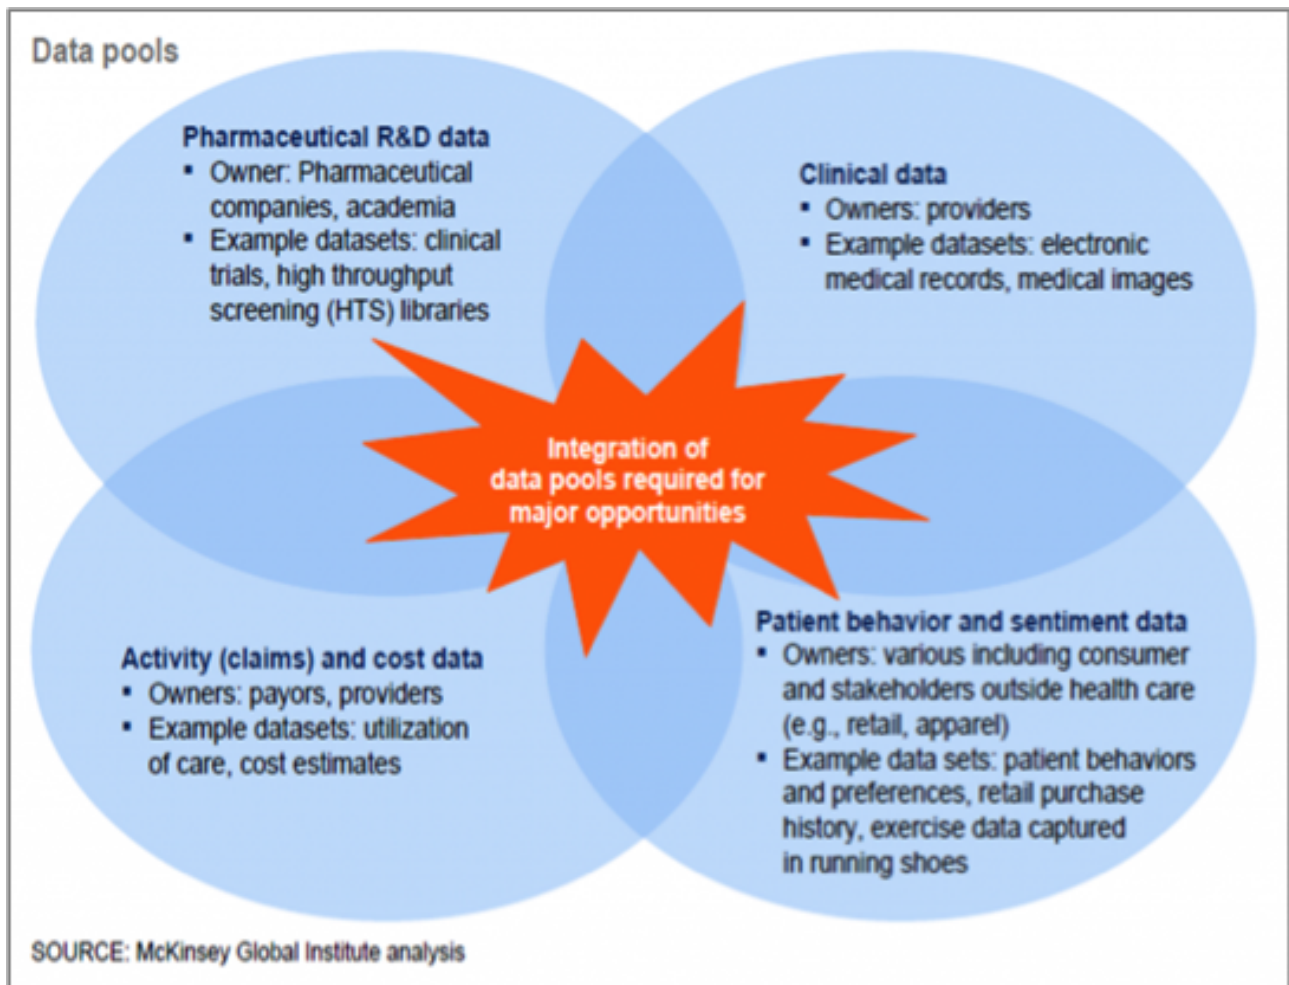 Data pools
Pharmaceutical R&D data
▪ Owner: Pharmaceutical
companies, academia
▪ Example datasets: clinical
trials, high throughput
screening (HTS) libraries
Clinical data
▪ Owners: providers
▪ Example datasets: electronic
medical records, medical images
Integration of
data pools required for
major opportunities
Activity (claims) and cost data
▪ Owners: payors, providers
▪ Example datasets: utilization
of care, cost estimates
Patient behavior and sentiment data
▪ Owners: various including consumer
and stakeholders outside health care
(e.g., retail, apparel)
▪ Example data sets: patient behaviors
and preferences, retail purchase
history, exercise data captured
in running shoes
SOURCE: McKinsey Global Institute analysis